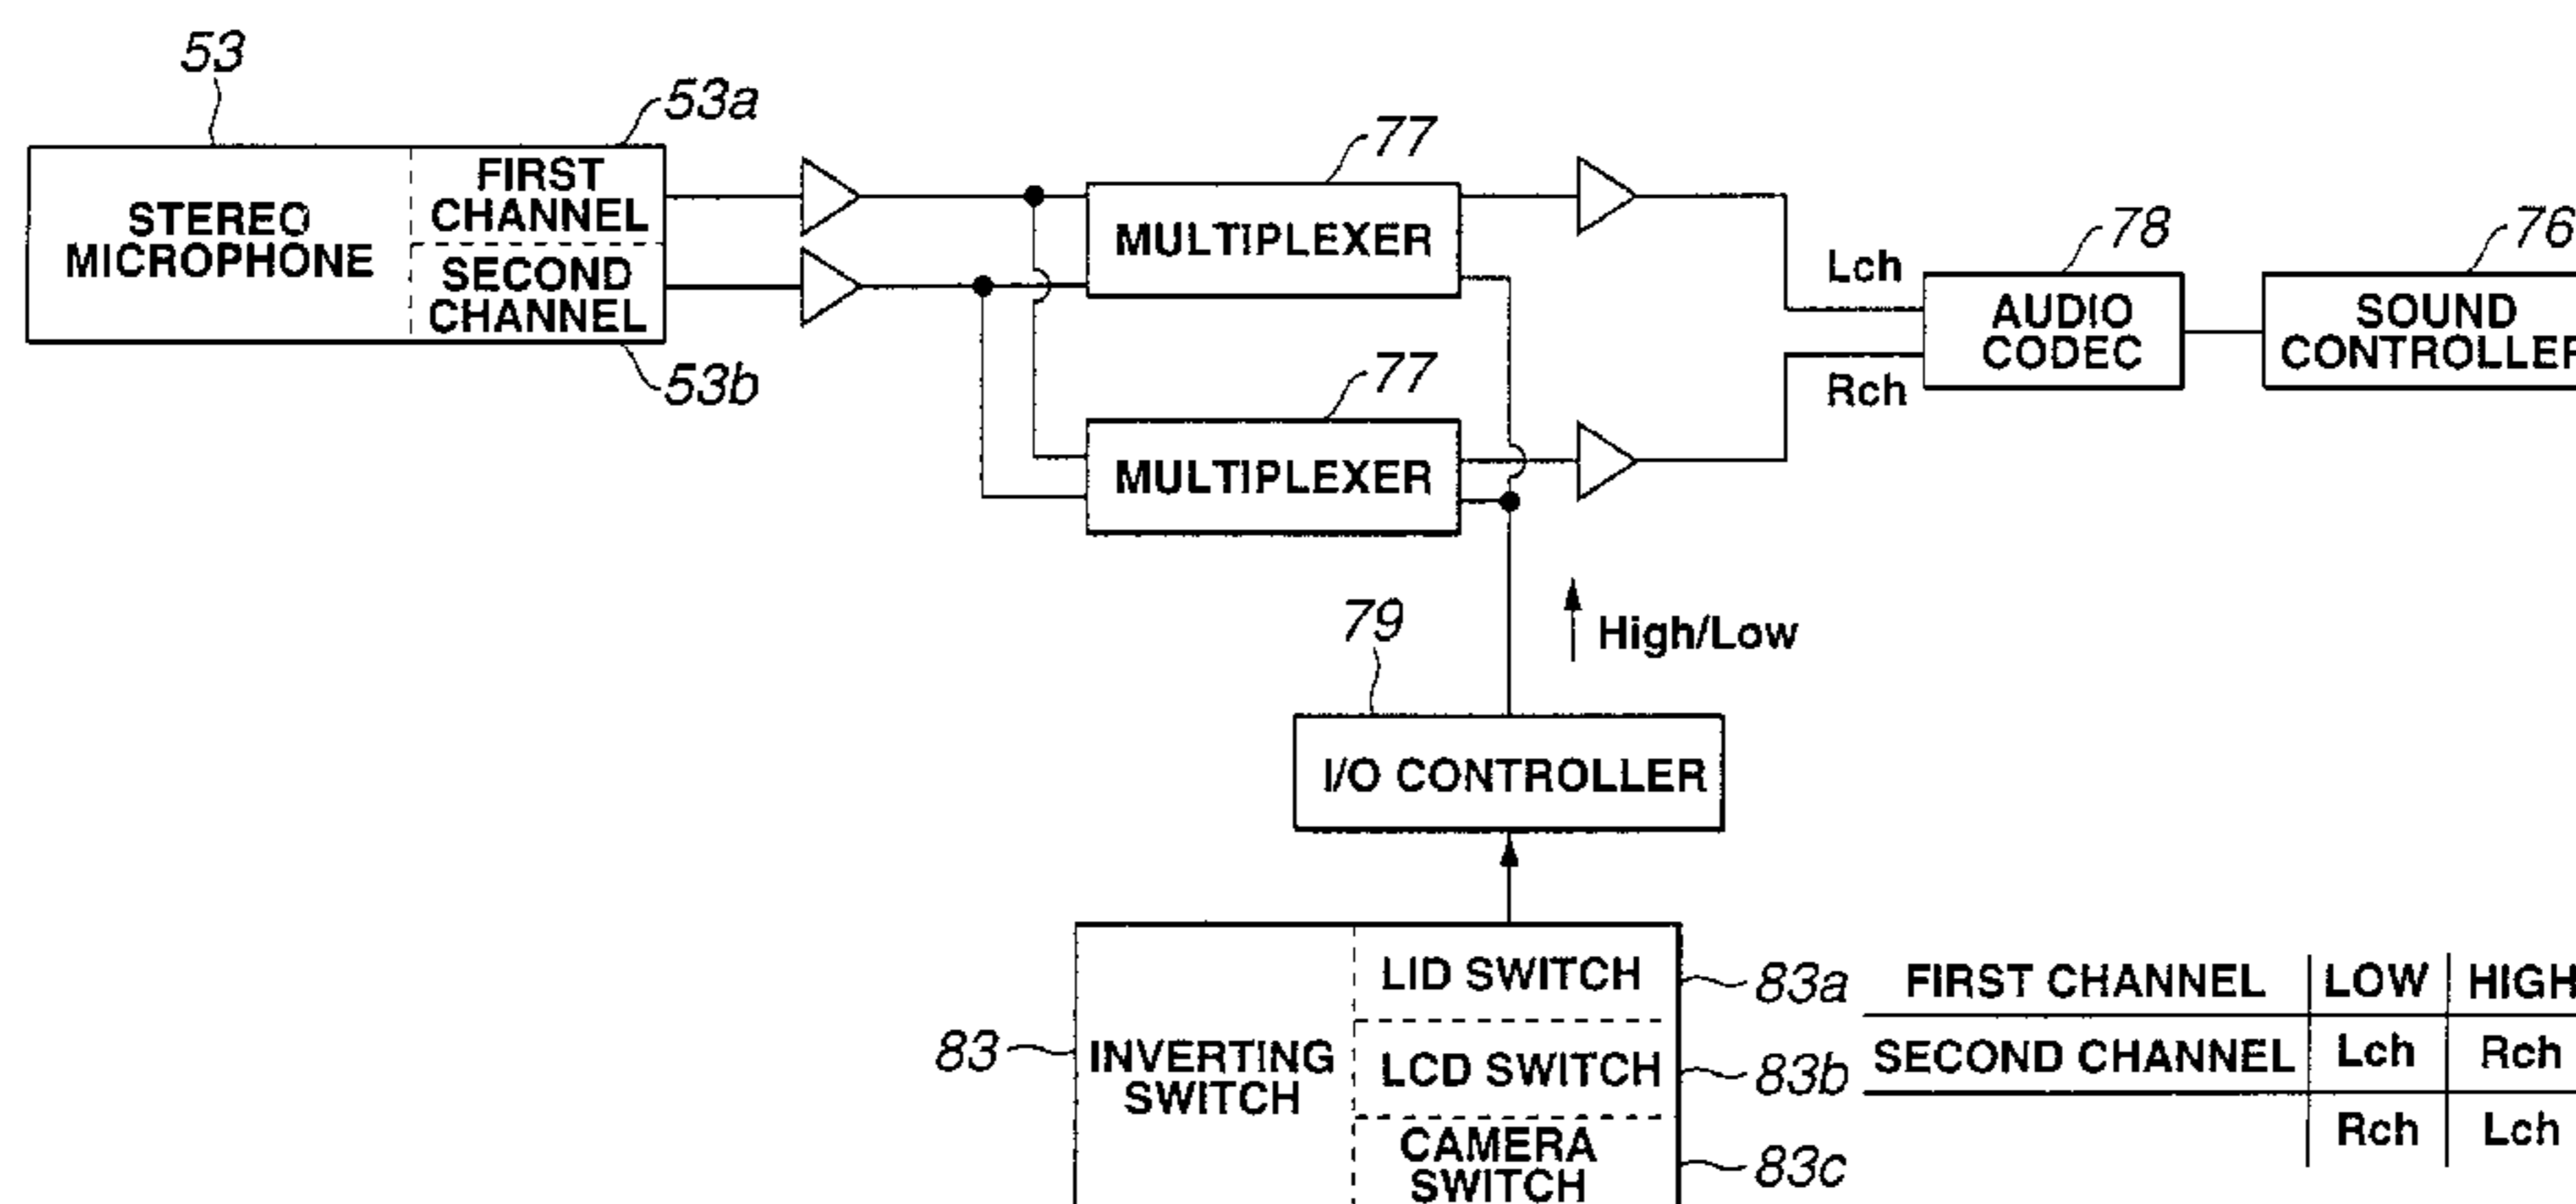 53
53a
STEREO
MICROPHONE
FIRST
CHANNEL
SECOND
CHANNEL
53b
77
MULTIPLEXER
77
MULTIPLEXER
Lch
Rch
78
AUDIO
CODEC
76
SOUND
CONTROLLER
High/Low
79
I/O CONTROLLER
83
INVERTING
SWITCH
LID SWITCH
83a
LCD SWITCH
83b
CAMERA
SWITCH
83c
FIRST CHANNEL LOW HIGH
SECOND CHANNEL Lch Rch
Rch Lch